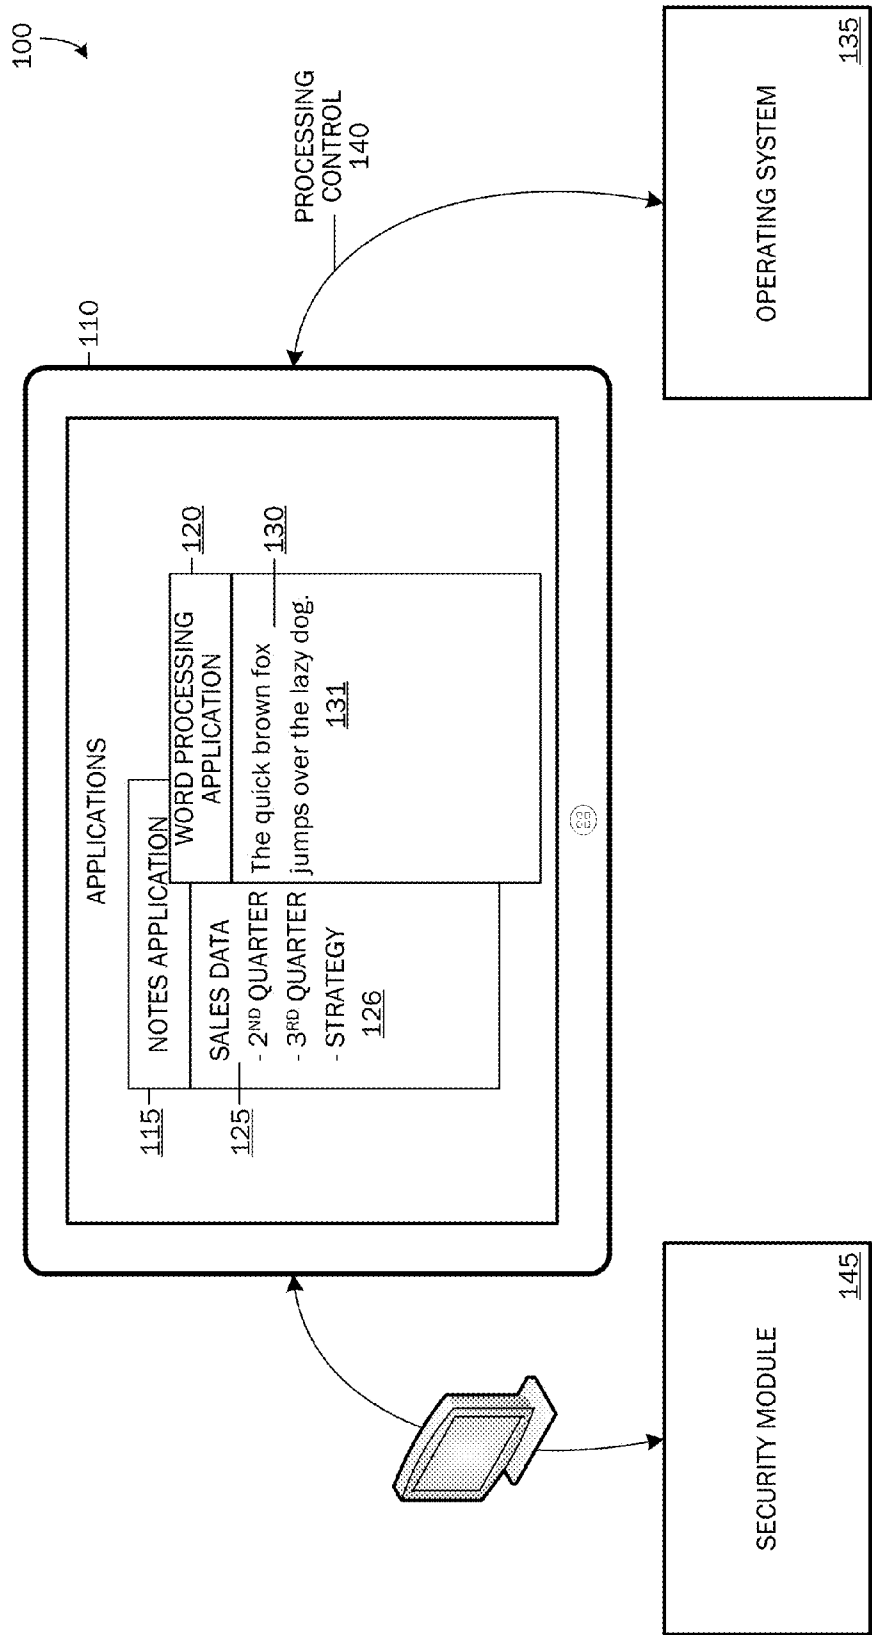 100
110
APPLICATIONS
115
NOTES APPLICATION
125
SALES DATA
- 2ND QUARTER
- 3RD QUARTER
- STRATEGY
126
WORD PROCESSING
APPLICATION
120
The quick brown fox
jumps over the lazy dog.
130
131
PROCESSING
CONTROL
140
SECURITY MODULE
145
OPERATING SYSTEM
135